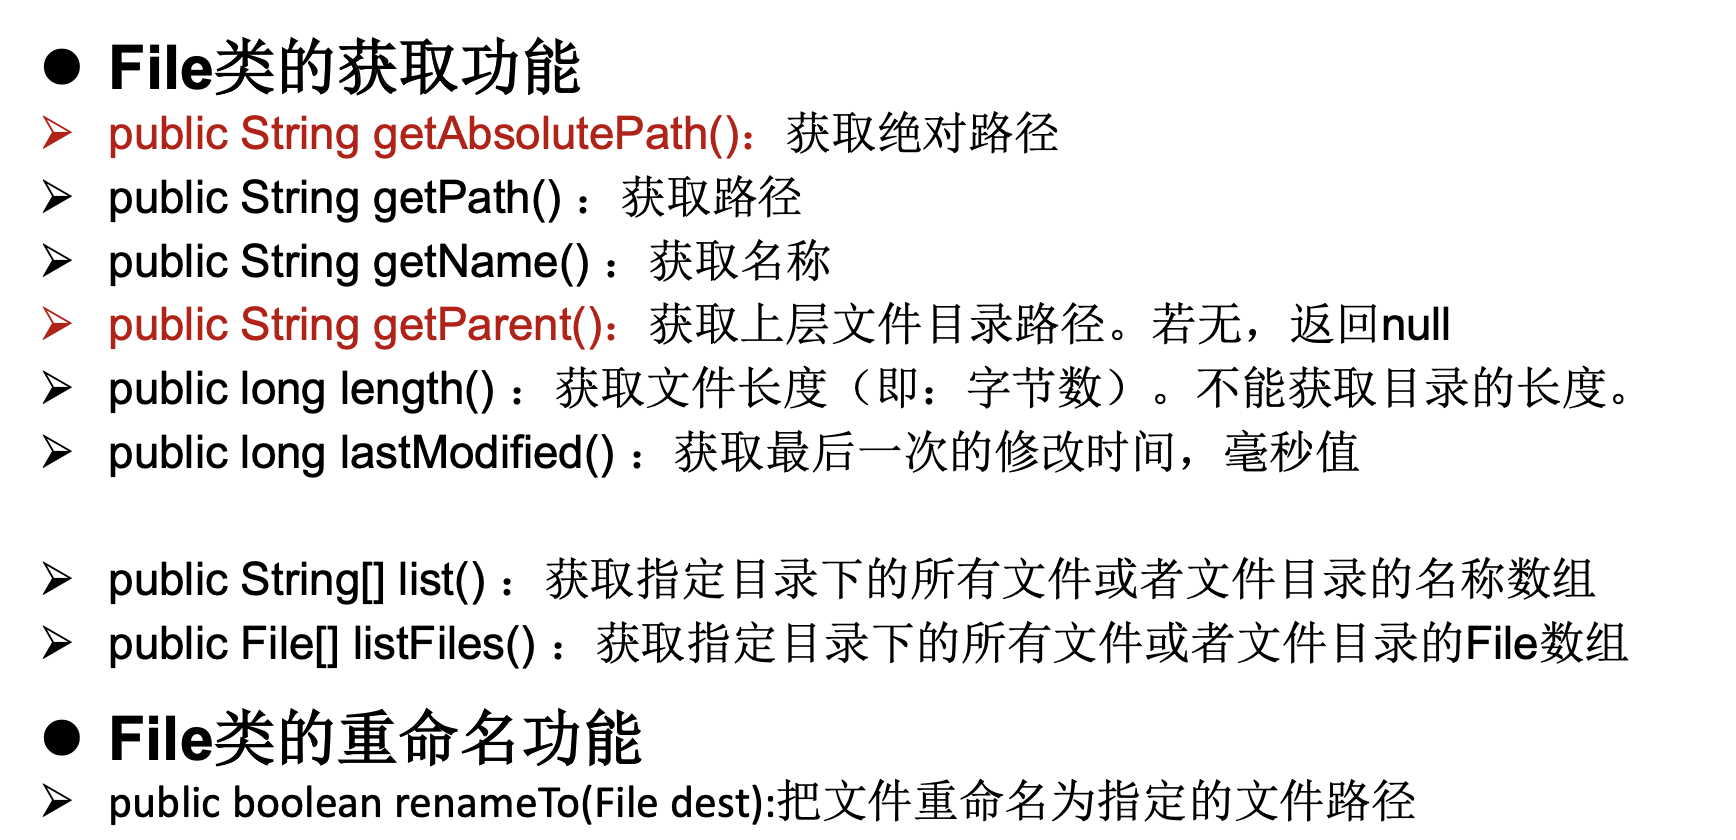 ● File类的获取功能
➢ public String getAbsolutePath()：获取绝对路径
➢ public String getPath() ：获取路径
➢ public String getName() ：获取名称
➢ public String getParent()：获取上层文件目录路径。若无，返回null
➢ public long length() ：获取文件长度（即：字节数）。不能获取目录的长度。
➢ public long lastModified() ：获取最后一次的修改时间，毫秒值
➢ public String[] list() ：获取指定目录下的所有文件或者文件目录的名称数组
➢ public File[] listFiles() ：获取指定目录下的所有文件或者文件目录的File数组
● File类的重命名功能
➢ public boolean renameTo(File dest):把文件重命名为指定的文件路径